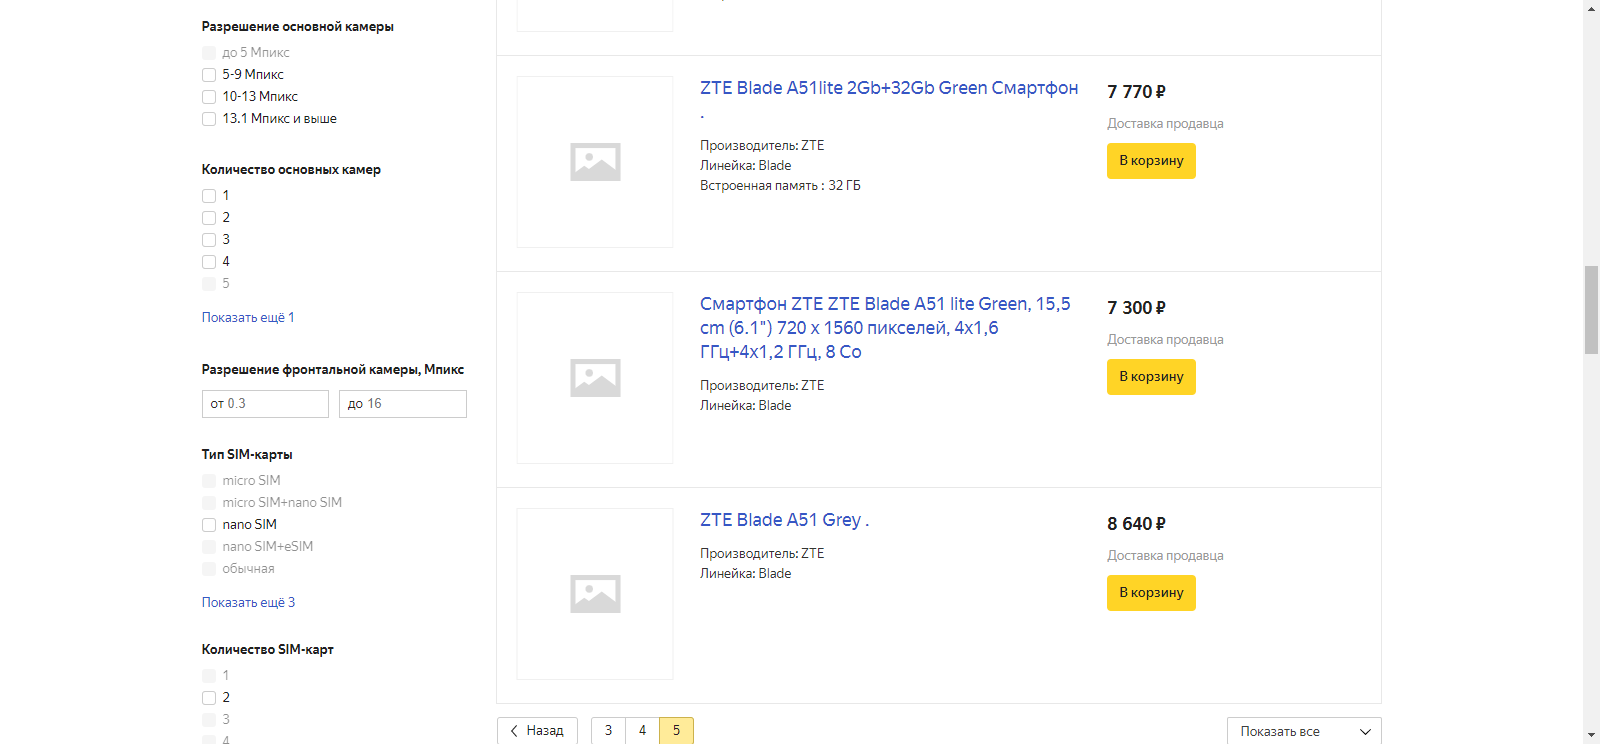 Разрешение основной камеры
до 5 Мпикс
5-9 Мпикс
10-13 Мпикс
13.1 Мпикс и выше
Количество основных камер
1
2
3
4
5
Показать ещё 1
Разрешение фронтальной камеры, Мпикс
от 0.3
до 16
Тип SIM-карты
micro SIM
micro SIM+nano SIM
nano SIM
nano SIM+eSIM
обычная
Показать ещё 3
Количество SIM-карт
1
2
3
4
ZTE Blade A51lite 2Gb+32Gb Green Смартфон
.
Производитель: ZTE
Линейка: Blade
Встроенная память : 32 ГБ
7 770 ₽
Доставка продавца
В корзину
Смартфон ZTE ZTE Blade A51 lite Green, 15,5
cm (6.1") 720 x 1560 пикселей, 4x1,6
ГГц+4x1,2 ГГц, 8 Co
Производитель: ZTE
Линейка: Blade
7 300 ₽
Доставка продавца
В корзину
ZTE Blade A51 Grey .
Производитель: ZTE
Линейка: Blade
8 640 ₽
Доставка продавца
В корзину
Назад
3
4
5
Показать все